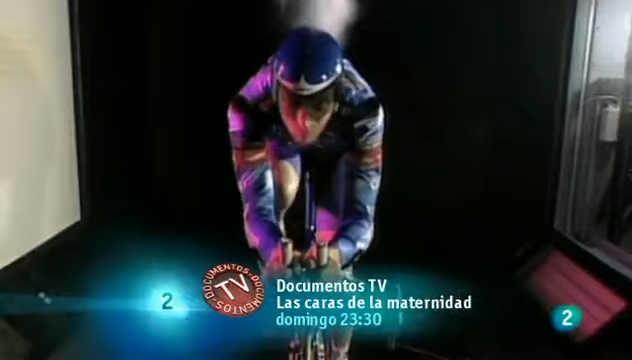 2
DOCUMENTOS · DOCUMENTOS ·
TV
Documentos TV
Las caras de la maternidad
domingo 23:30
2